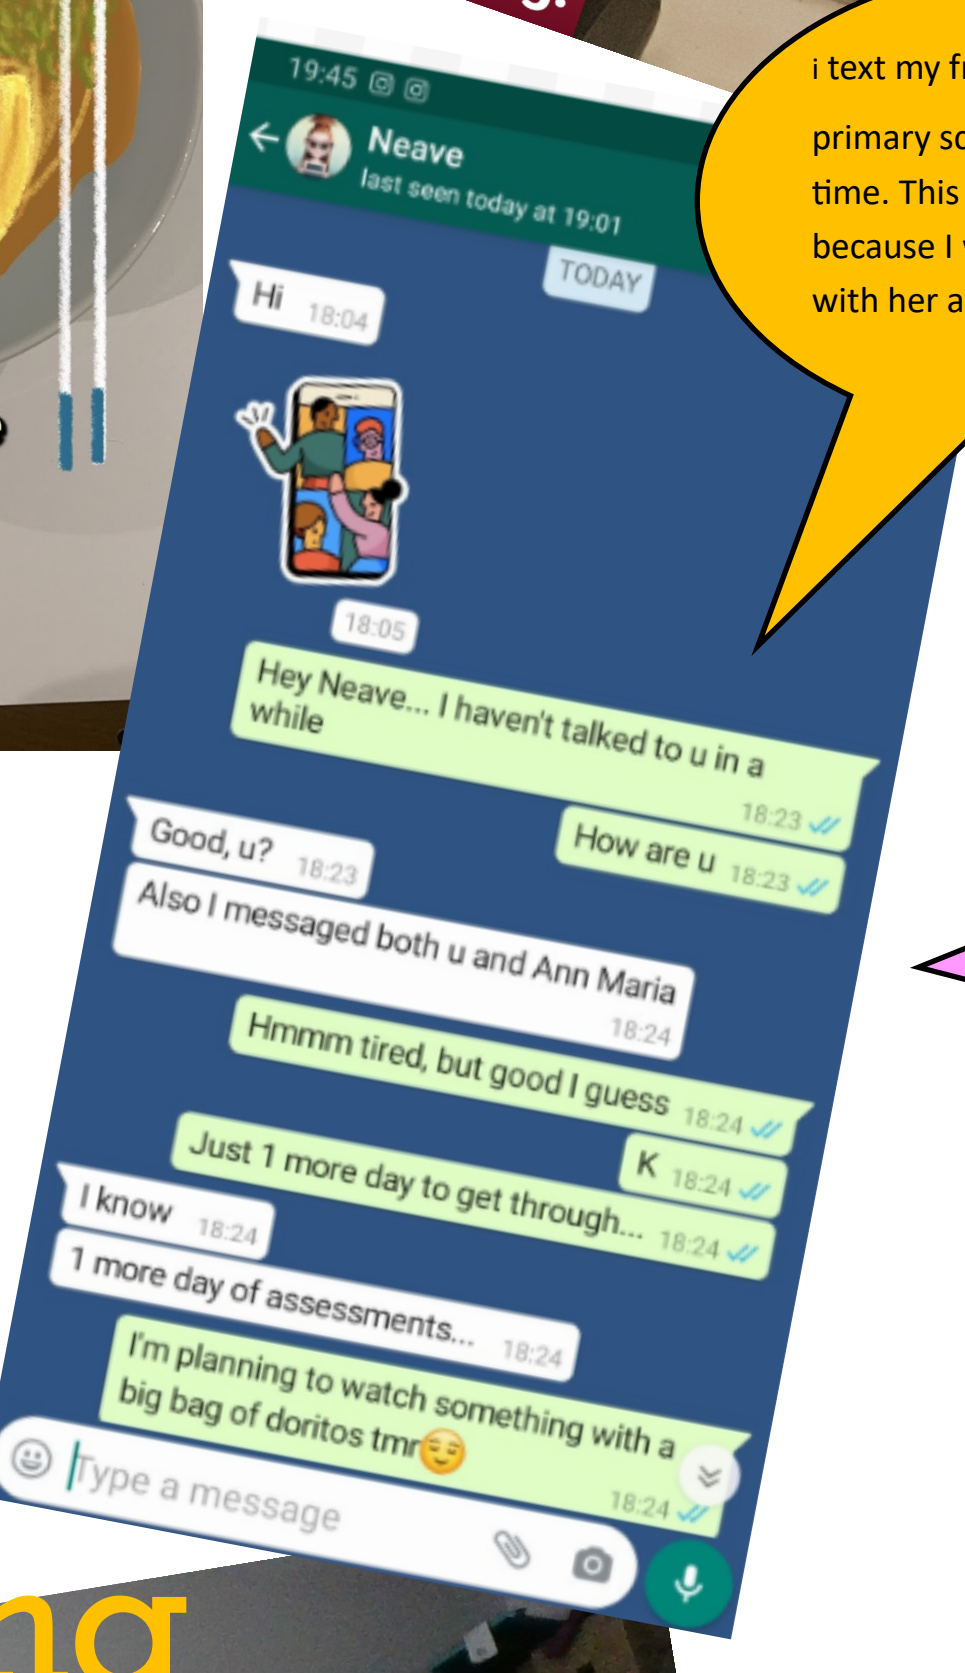 i text my
primary
time. This
because I
with her
19:45
Neave
last seen today at 19:01
TODAY
Hi 18:04
18:05
Hey Neave... I haven't talked to u in a
while
18:23
How are u 18:23
Good, u? 18:23
Also I messaged both u and Ann Maria
18:24
Hmmm tired, but good I guess 18:24
K 18:24
Just 1 more day to get through... 18:24
I know 18:24
1 more day of assessments... 18:24
I'm planning to watch something with a
big bag of doritos tmr😌
18:24
Type a message